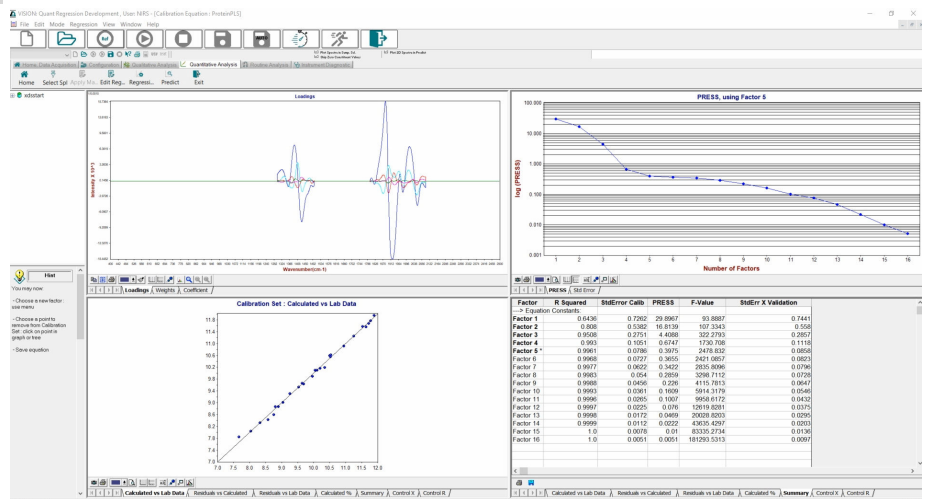 VISION: Quant Regression Development , User: NIRS - [Calibration Equation : ProteinPLS]
File Edit Mode Regression View Window Help
Ref
Home, Data Acquisition Configuration Qualitative Analysis Quantitative Analysis Routine Analysis Instrument Diagnostic
Home Select Spl Apply Ma... Edit Reg... Regressi... Predict Exit
xdsstart
Hint
You may now:
-Choose a new factor :
use menu
-Choose a point to
remove from Calibration
Set : click on point in
graph or tree
-Save equation
Loadings
Intensity X 10^2
Wavenumber(cm-1)
Loadings Weights Coefficient
PRESS, using Factor 5
log (PRESS)
100.000
10.000
1.000
0.100
0.010
0.001
1 2 3 4 5 6 7 8 9 10 11 12 13 14 15 16
Number of Factors
PRESS Std Error
Calibration Set : Calculated vs Lab Data
11.8
11.4
11.0
10.6
10.2
9.8
9.4
9.0
8.6
8.2
7.8
7.4
7.0
7.0 7.5 8.0 8.5 9.0 9.5 10.0 10.5 11.0 11.5 12.0
Calculated vs Lab Data Residuals vs Calculated Residuals vs Lab Data Calculated % Summary Control X Control R
Factor R Squared StdError Calib PRESS F-Value StdErr X Validation
---> Equation Constants:
Factor 1 0.6436 0.7262 29.8967 93.8887 0.7441
Factor 2 0.808 0.5382 16.8139 107.3343 0.558
Factor 3 0.9508 0.2751 4.4088 322.2793 0.2857
Factor 4 0.993 0.1051 0.6747 1730.708 0.1118
Factor 5 * 0.9961 0.0786 0.3975 2478.832 0.0858
Factor 6 0.9968 0.0727 0.3655 2421.0857 0.0823
Factor 7 0.9977 0.0622 0.3422 2835.8096 0.0796
Factor 8 0.9983 0.054 0.2859 3298.7112 0.0728
Factor 9 0.9988 0.0456 0.226 4115.7813 0.0647
Factor 10 0.9993 0.0361 0.1609 5914.3179 0.0546
Factor 11 0.9996 0.0265 0.1007 9958.6172 0.0432
Factor 12 0.9997 0.0225 0.076 12619.8281 0.0375
Factor 13 0.9998 0.0172 0.0469 20028.8203 0.0295
Factor 14 0.9999 0.0112 0.0222 43635.4297 0.0203
Factor 15 1.0 0.0078 0.01 83335.2734 0.0136
Factor 16 1.0 0.0051 0.0051 181293.5313 0.0097
Calculated vs Lab Data Residuals vs Calculated Residuals vs Lab Data Calculated % Summary Control X Control R